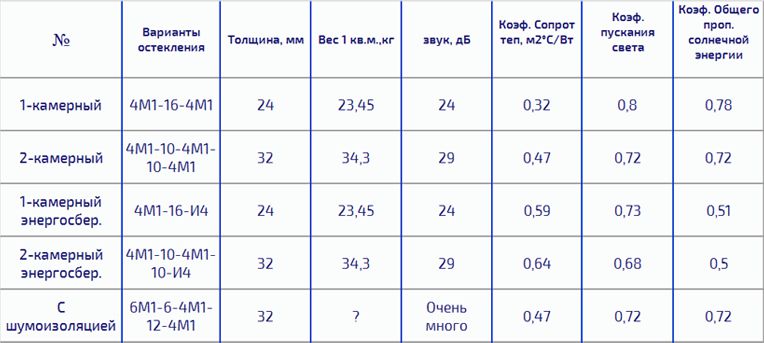 № Варианты остекления Толщина, мм Вес 1 кв.м.,кг звук, дБ Коэф. Сопрот теп, м2°С/Вт Коэф. пускания света Коэф. Общего проп. солнечной энергии
1-камерный 4М1-16-4М1 24 23,45 24 0,32 0,8 0,78
2-камерный 4М1-10-4М1-10-4М1 32 34,3 29 0,47 0,72 0,72
1-камерный энергосбер. 4М1-16-И4 24 23,45 24 0,59 0,73 0,51
2-камерный энергосбер. 4М1-10-4М1-10-И4 32 34,3 29 0,64 0,68 0,5
С шумоизоляцией 6М1-6-4М1-12-4М1 32 ? Очень много 0,47 0,72 0,72